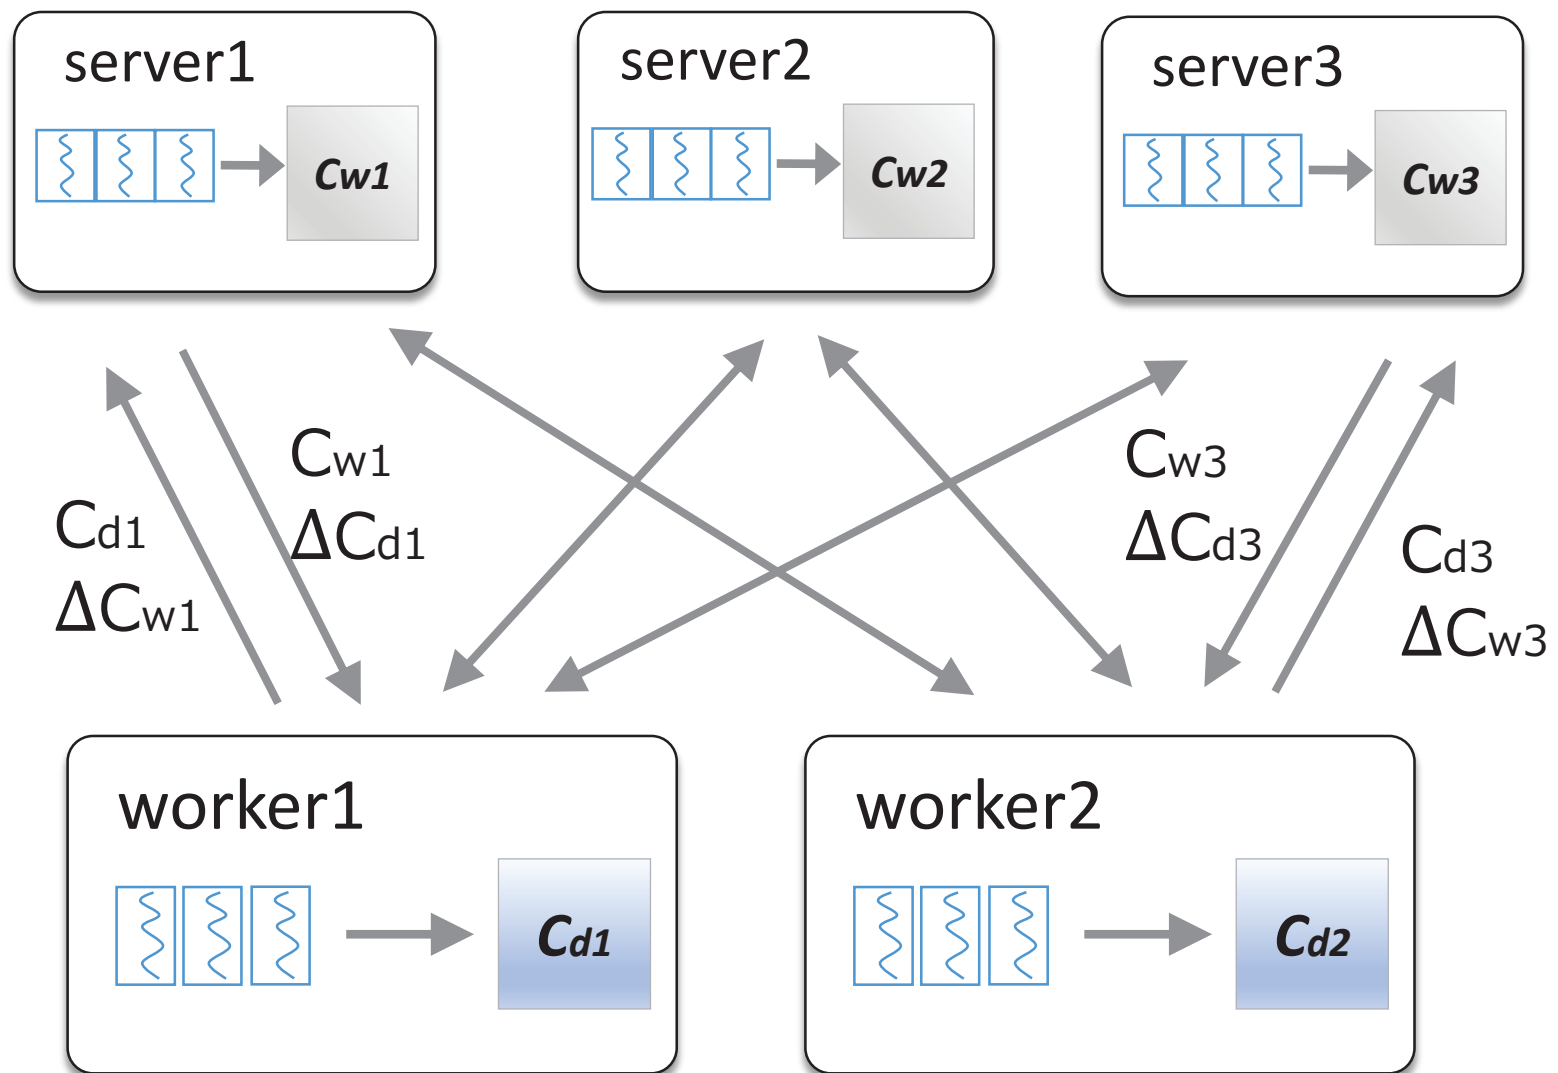 server1
server2
server3
Cw1
Cw2
Cw3
Cw1
ΔCd1
Cw3
ΔCd3
Cd1
ΔCw1
Cd3
ΔCw3
worker1
worker2
Cd1
Cd2